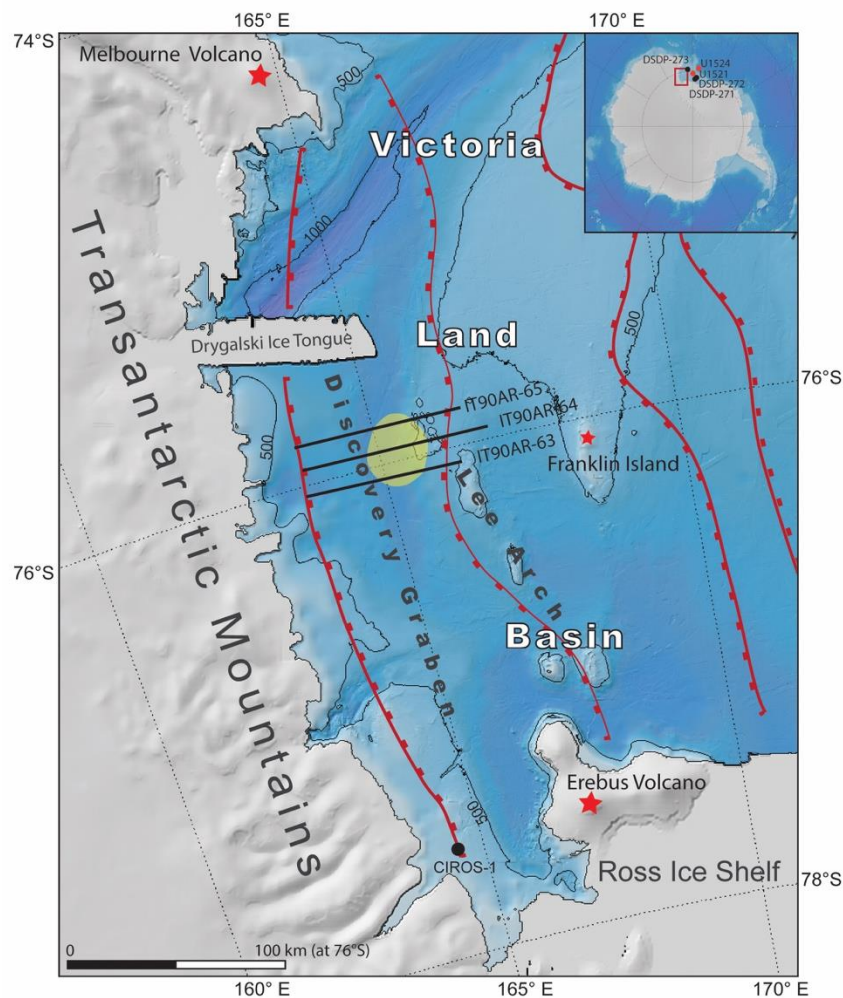 165° E
170° E
74°S
Melbourne Volcano
500
DSDP-273
U1524
U1521
DSDP-272
DSDP-271
Victoria
1000
Transantarctic Mountains
Land
500
Drygalski Ice Tongue
76°S
Discovery Graben
IT90AR-65
IT90AR-64
IT90AR-63
500
Franklin Island
Lee Arch
76°S
Basin
Erebus Volcano
500
CIROS-1
Ross Ice Shelf
78°S
0
100 km (at 76°S)
160° E
165° E
170° E